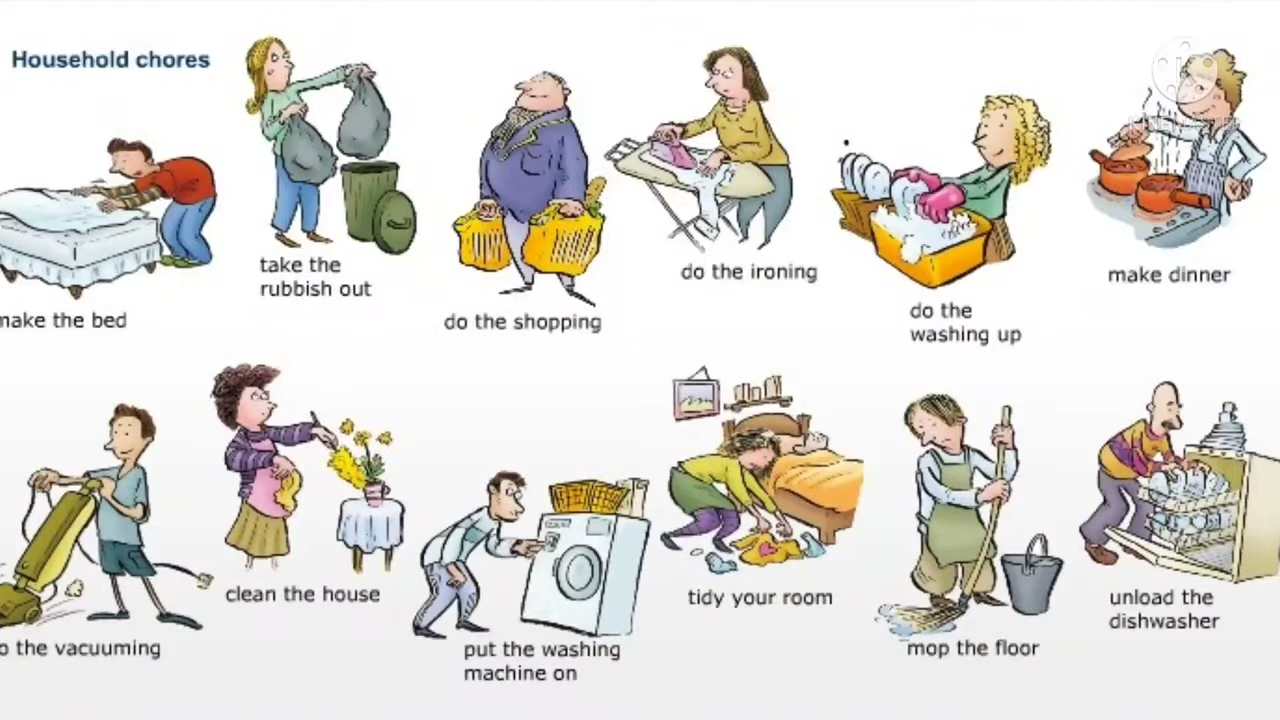 Household chores
take the
rubbish out
make the bed
do the shopping
do the ironing
do the
washing up
make dinner
o the vacuuming
clean the house
put the washing
machine on
tidy your room
mop the floor
unload the
dishwasher